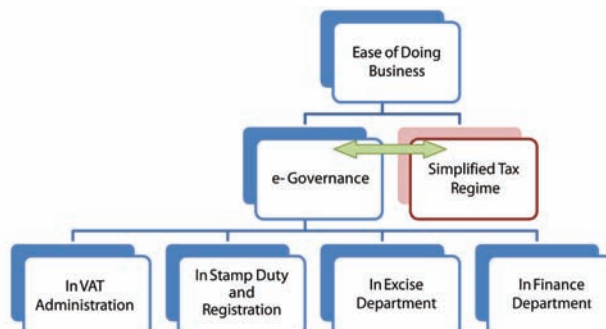 Ease of Doing
Business
e- Governance
Simplified Tax
Regime
In VAT
Administration
In Stamp Duty
and
Registration
In Excise
Department
In Finance
Department